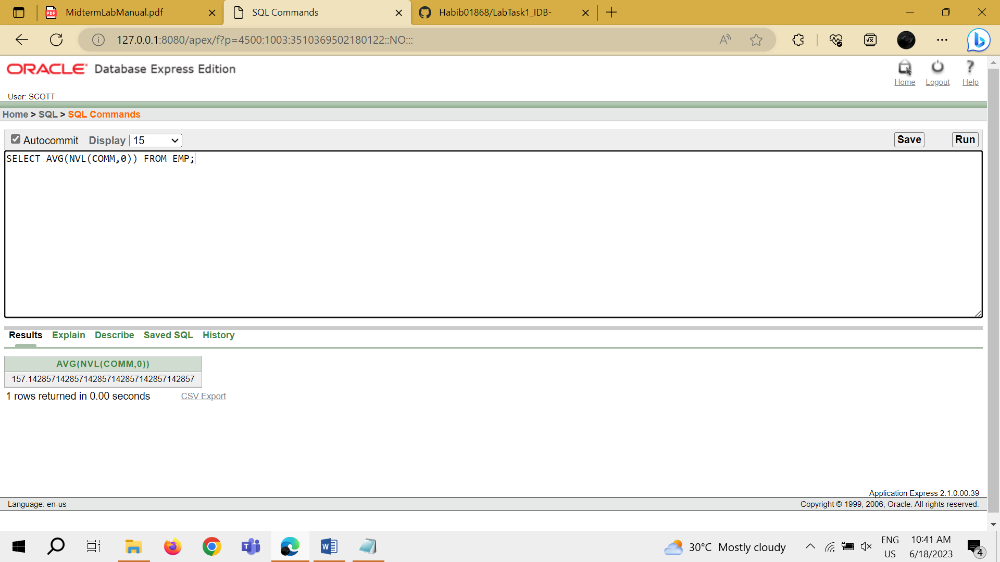 MidtermLabManual.pdf
SQL Commands
Habib01868/LabTask1_IDB-
127.0.0.1:8080/apex/f?p=4500:1003:3510369502180122::NO:::
ORACLE Database Express Edition
Home Logout Help
User: SCOTT
Home > SQL > SQL Commands
Autocommit Display 15 Save Run
SELECT AVG(NVL(COMM,0)) FROM EMP;
Results Explain Describe Saved SQL History
AVG(NVL(COMM,0))
157.142857142857142857142857142857142857
1 rows returned in 0.00 seconds CSV Export
Application Express 2.1.0.00.39
Language: en-us Copyright © 1999, 2006, Oracle. All rights reserved.
30°C Mostly cloudy
ENG
US
10:41 AM
6/18/2023
4